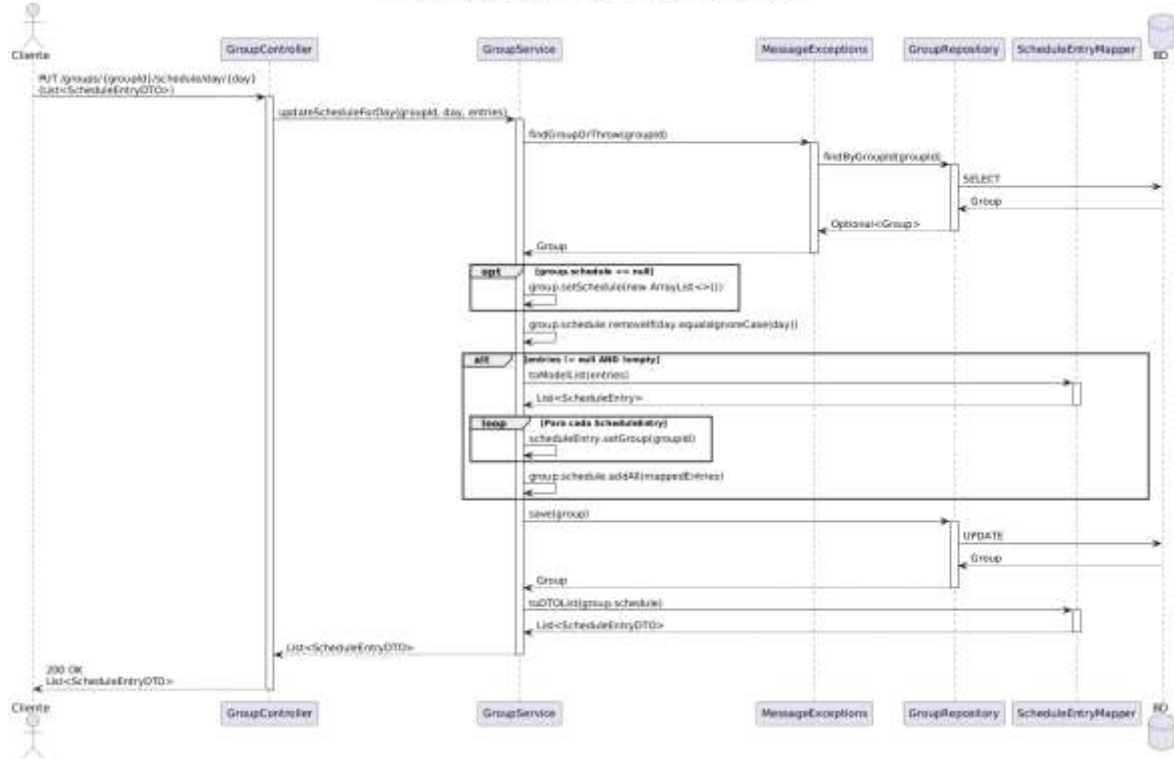 Cliente
GroupController
GroupService
MessageExceptions
GroupRepository
ScheduleEntryMapper
BD
PUT /groups/{groupId}/schedule/day/{day}
(List<ScheduleEntryDTO>)
updateScheduleForDay(groupId, day, entries)
findGroupOrThrow(groupId)
findByGroupId(groupId)
SELECT
Group
Optional<Group>
Group
opt
[group.schedule == null]
group.setSchedule(new ArrayList<>())
group.schedule.removeIf(day.equalsIgnoreCase(day))
alt
[entries != null AND !empty]
toModelList(entries)
List<ScheduleEntry>
loop
[Para cada ScheduleEntry]
scheduleEntry.setGroup(groupId)
group.schedule.addAll(mappedEntries)
save(group)
UPDATE
Group
Group
toDTOList(group.schedule)
List<ScheduleEntryDTO>
List<ScheduleEntryDTO>
200 OK
List<ScheduleEntryDTO>
Cliente
GroupController
GroupService
MessageExceptions
GroupRepository
ScheduleEntryMapper
BD